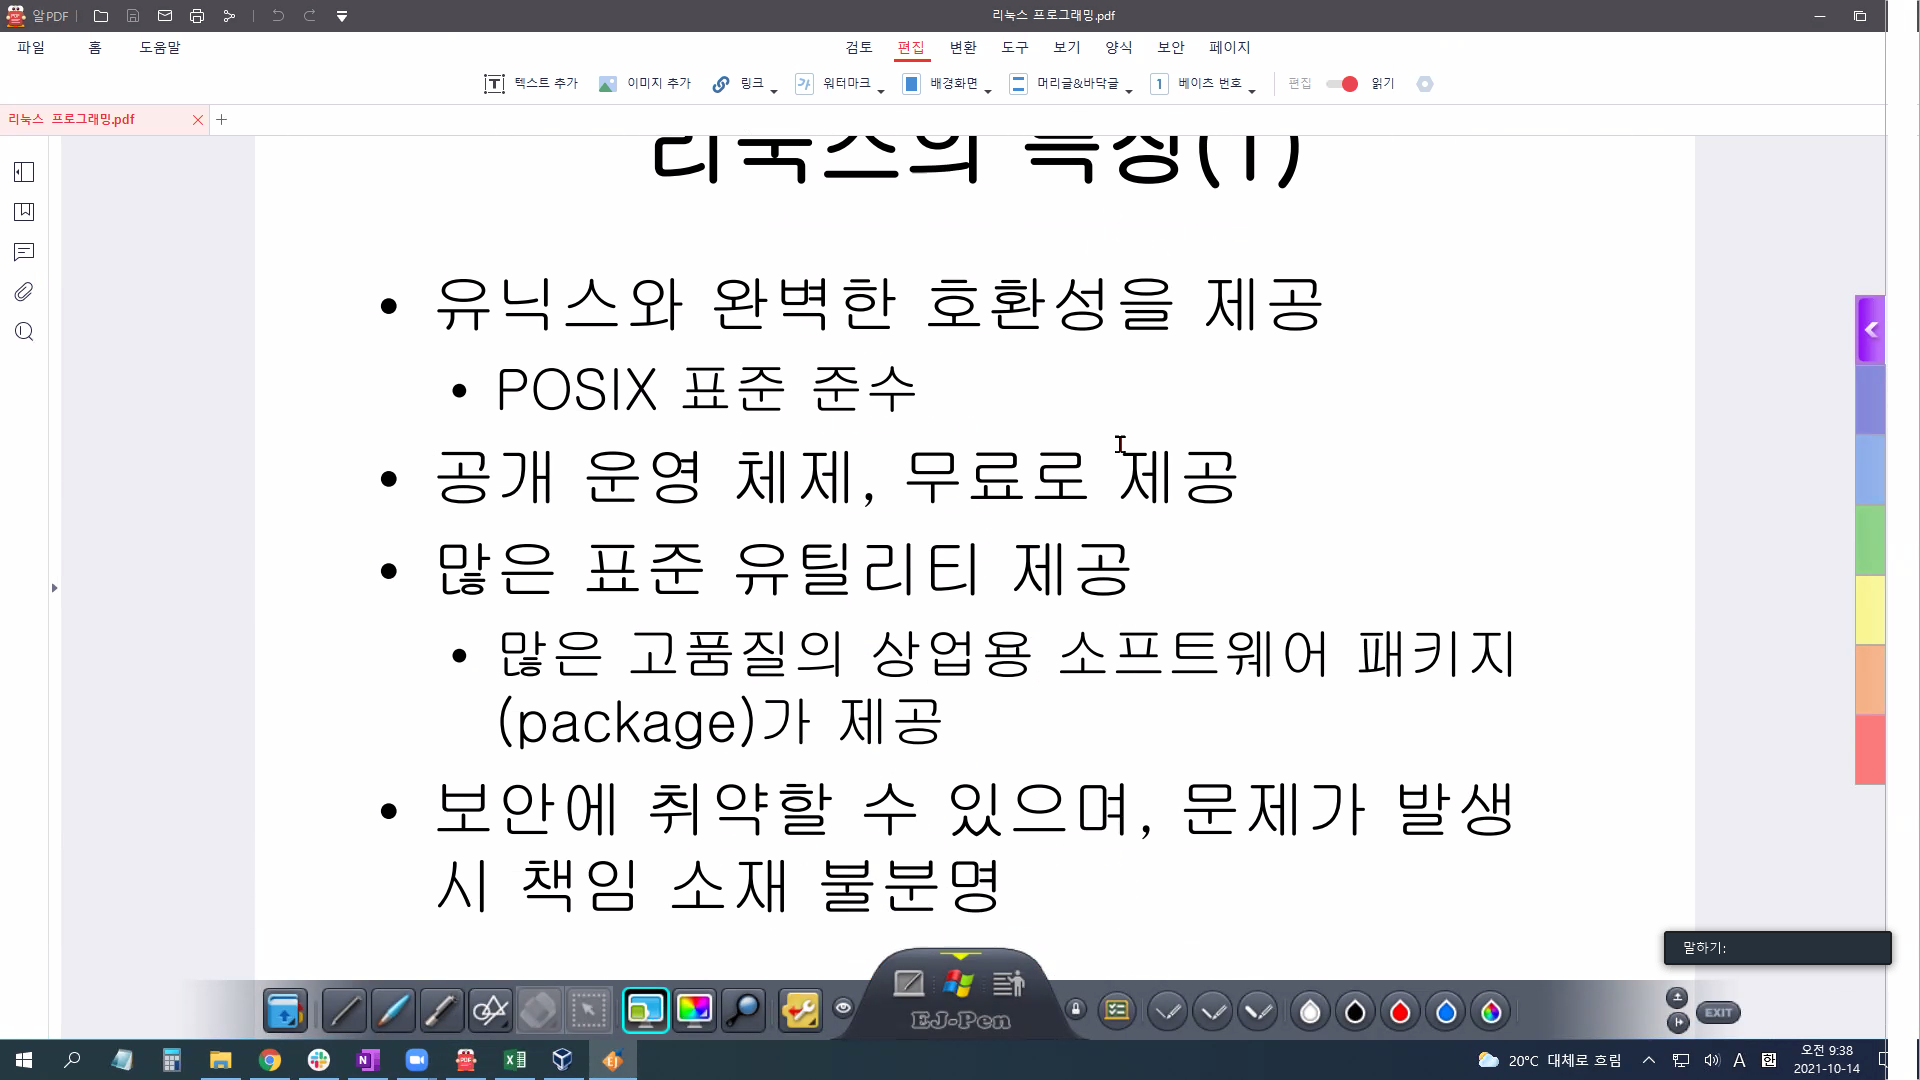 알PDF
리눅스 프로그래밍.pdf
파일 홈 도움말 검토 편집 변환 도구 보기 양식 보안 페이지
텍스트 추가 이미지 추가 링크 워터마크 배경화면 머리글&바닥글 1 베이츠 번호 편집 읽기
리눅스 프로그래밍.pdf
리눅스의 특징(1)
• 유닉스와 완벽한 호환성을 제공
• POSIX 표준 준수
• 공개 운영 체제, 무료로 제공
• 많은 표준 유틸리티 제공
• 많은 고품질의 상업용 소프트웨어 패키지
(package)가 제공
• 보안에 취약할 수 있으며, 문제가 발생
시 책임 소재 불분명
말하기:
EJ-Pen
EXIT
20°C 대체로 흐림 A 한 오전 9:38
2021-10-14